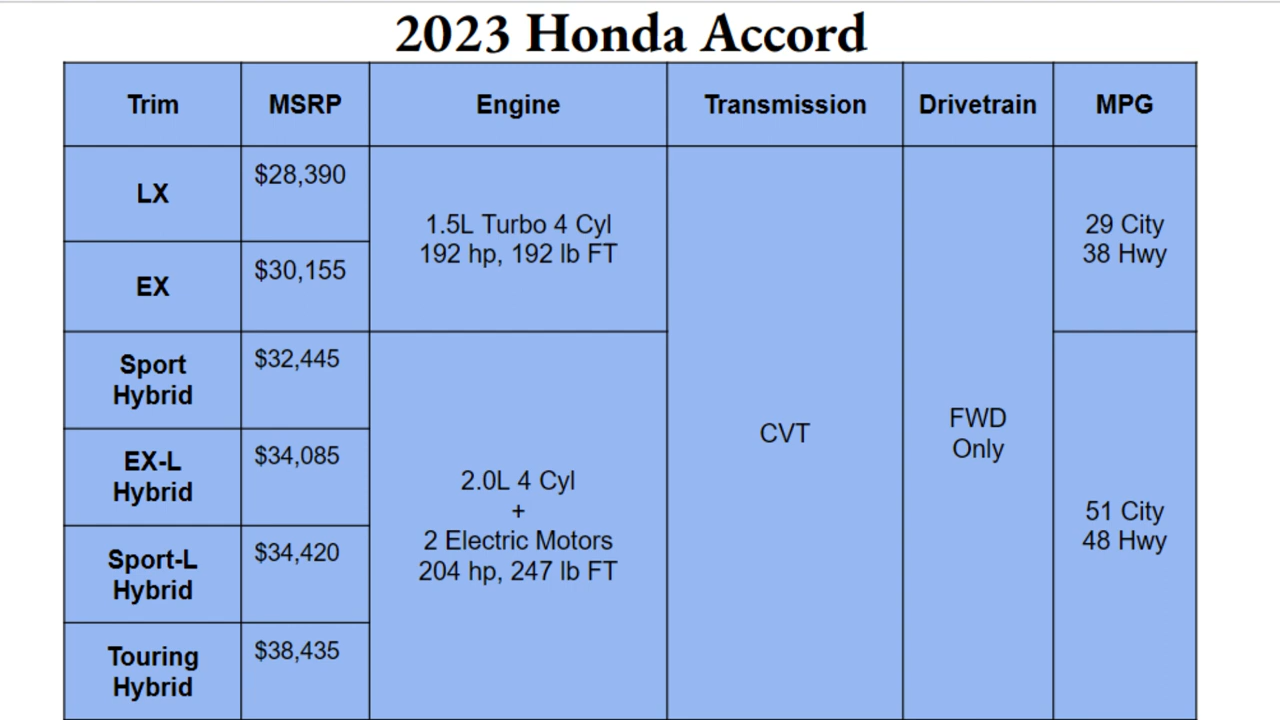 2023 Honda Accord
Trim
MSRP
Engine
Transmission
Drivetrain
MPG
LX
$28,390
1.5L Turbo 4 Cyl
192 hp, 192 lb FT
29 City
38 Hwy
EX
$30,155
Sport
Hybrid
$32,445
2.0L 4 Cyl
+
2 Electric Motors
204 hp, 247 lb FT
CVT
FWD
Only
51 City
48 Hwy
EX-L
Hybrid
$34,085
Sport-L
Hybrid
$34,420
Touring
Hybrid
$38,435